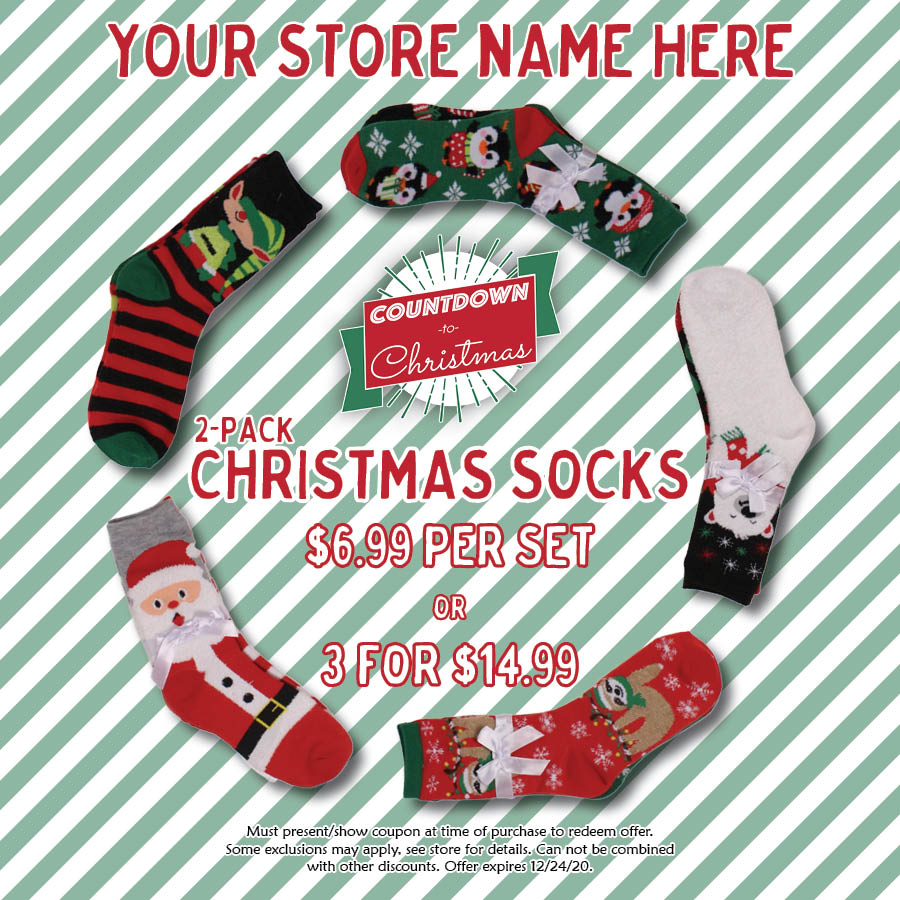 YOUR STORE NAME HERE
COUNTDOWN
-to-
Christmas
2-PACK
CHRISTMAS SOCKS
$6.99 PER SET
OR
3 FOR $14.99
Must present/show coupon at time of purchase to redeem offer.
Some exclusions may apply, see store for details. Can not be combined
with other discounts. Offer expires 12/24/20.